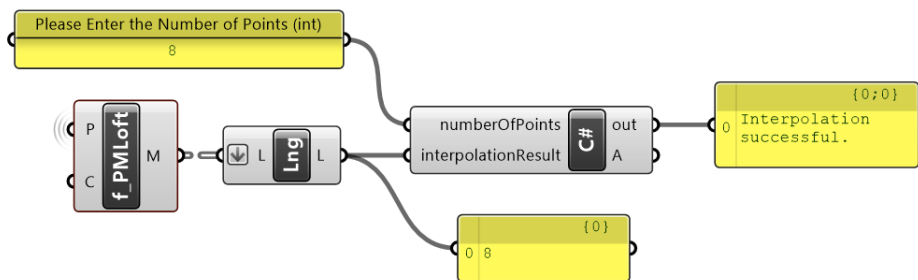 Please Enter the Number of Points (int)
8
P
C
f_PMLoft
M
L
Lng
L
numberOfPoints
interpolationResult
C#
out
A
{0;0}
0 Interpolation
successful.
{0}
0 8